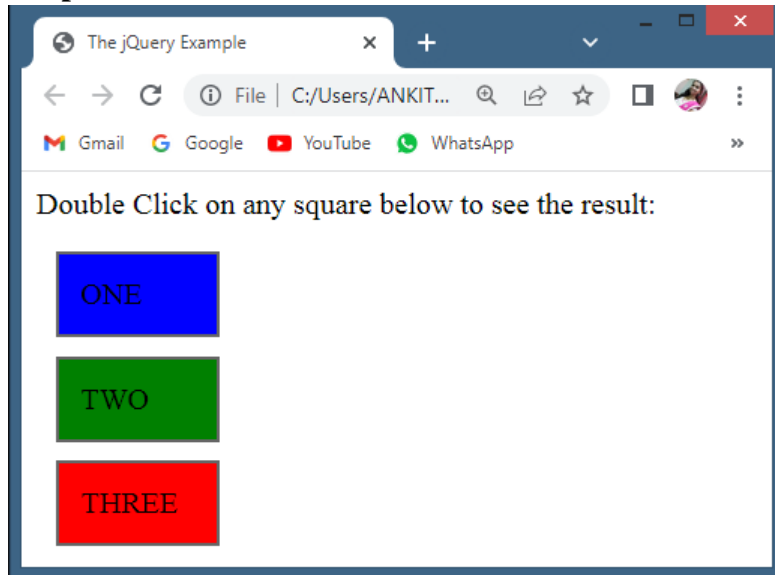 The jQuery Example
File | C:/Users/ANKIT...
Gmail Google YouTube WhatsApp
Double Click on any square below to see the result:
ONE
TWO
THREE